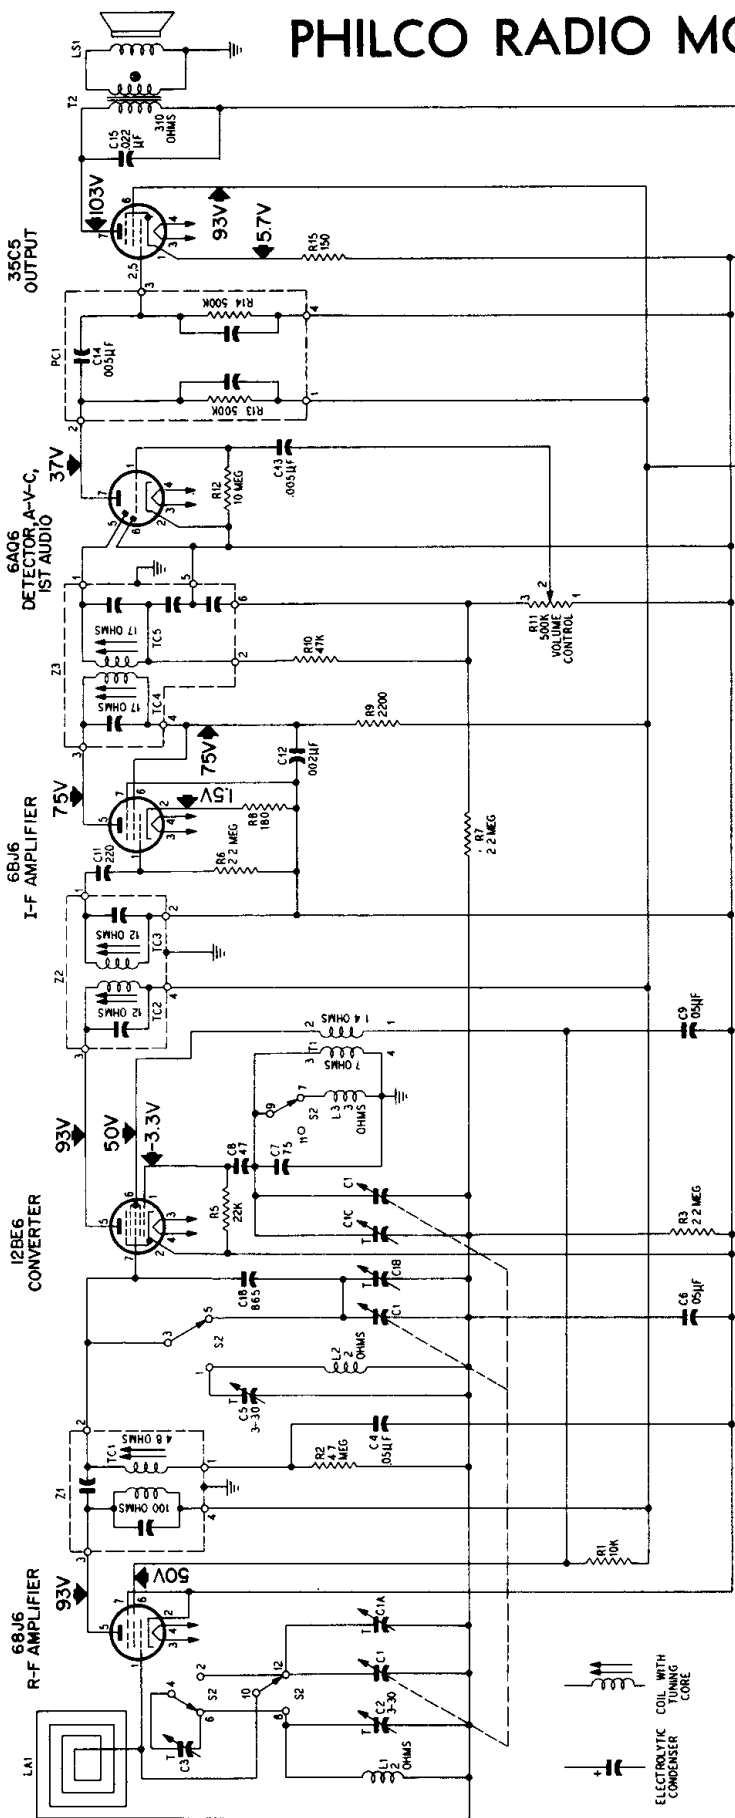 PHILCO RADIO MO
LS1
T2
310
OHMS
C15
.022
µF
103V
93V
5.7V
R15
150
35C5
OUTPUT
PC1
C14
.005µF
R14 500K
R13 500K
37V
6AQ6
DETECTOR, A-V-C,
1ST AUDIO
R12
10 MEG
C13
.005µF
Z3
17 OHMS
TC5
17 OHMS
TC4
R10
47K
R11
500K
VOLUME
CONTROL
R9
2200
75V
75V
C12
.002µF
1.5V
R8
180
R6
2.2 MEG
C11
220
R7
2.2 MEG
6BJ6
I-F AMPLIFIER
Z2
12 OHMS
TC3
12 OHMS
TC2
1.4 OHMS
T1
7 OHMS
S2
L3
3
OHMS
C9
.05µF
93V
50V
-3.3V
C8
47
C7
75
R5
22K
12BE6
CONVERTER
C1
C1C
R3
2.2 MEG
C18
865
C1B
C1
C6
.05µF
S2
L2
2
OHMS
C5
3-30
Z1
TC1
4.8 OHMS
100 OHMS
R2
4.7
MEG
C4
.05µF
R1
10K
93V
50V
6BJ6
R-F AMPLIFIER
C1A
C1
C2
3-30
S2
S2
C3
L1
2
OHMS
LA1
COIL WITH
TUNING
CORE
ELECTROLYTIC
CONDENSER